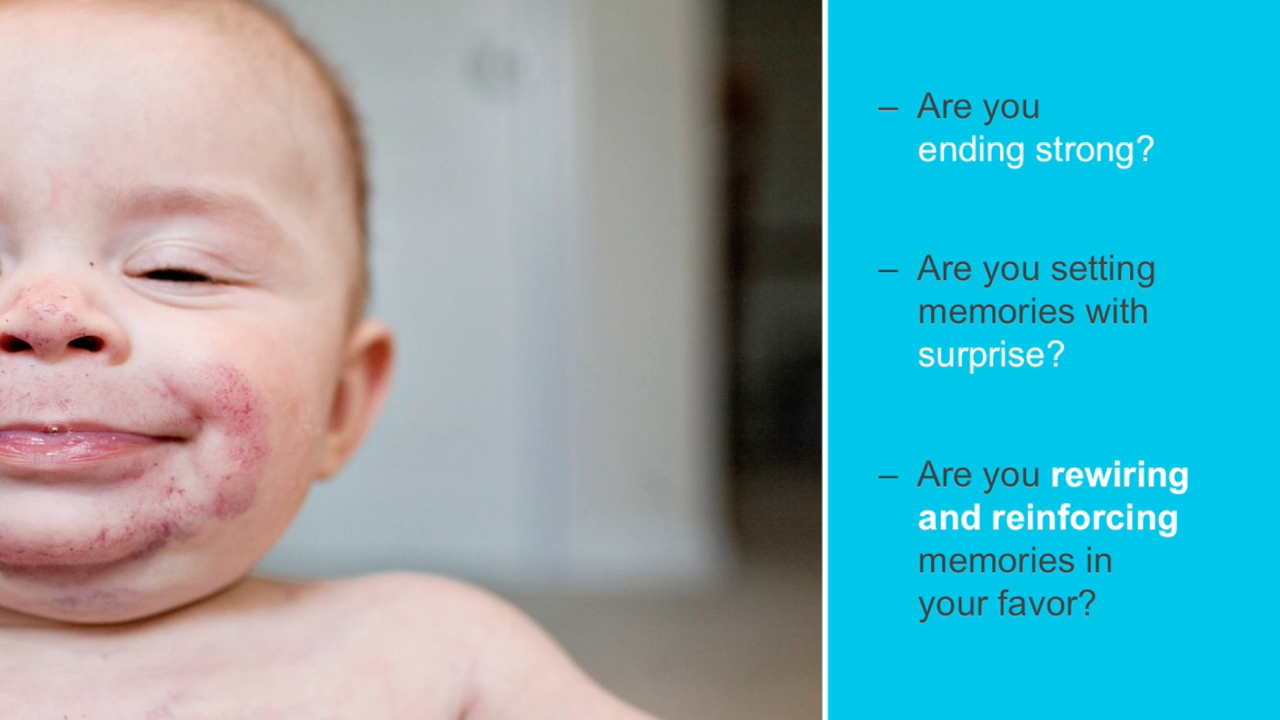 – Are you
ending strong?
– Are you setting
memories with
surprise?
– Are you rewiring
and reinforcing
memories in
your favor?